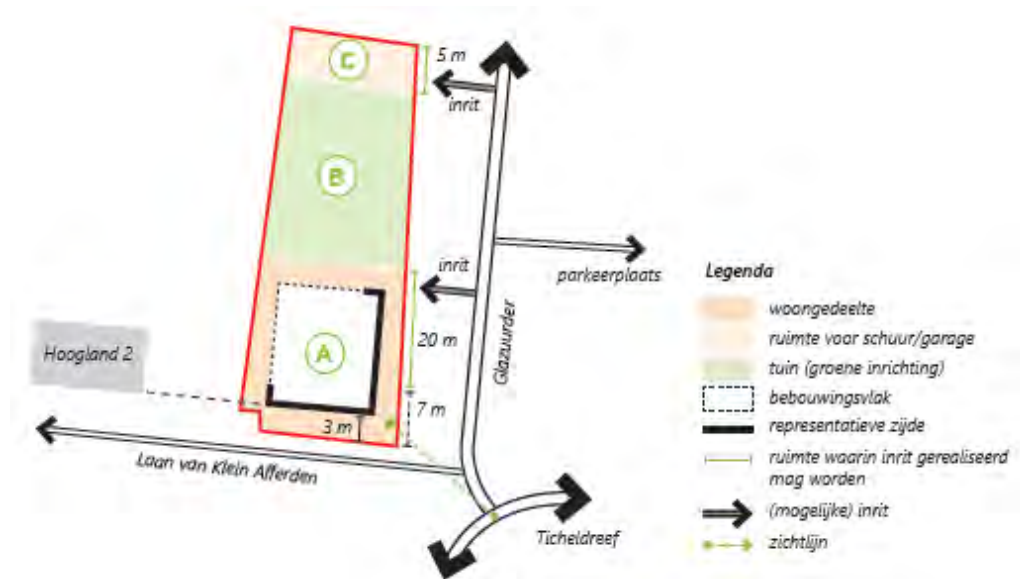 C
5 m
inrit
B
parkeerplaats
inrit
Glazuurder
A
20 m
Hoogland 2
7 m
3 m
Laan van Klein Afferden
Ticheldreef
Legenda
woongedeelte
ruimte voor schuur/garage
tuin (groene inrichting)
bebouwingsvlak
representatieve zijde
ruimte waarin inrit gerealiseerd
mag worden
(mogelijke) inrit
zichtlijn